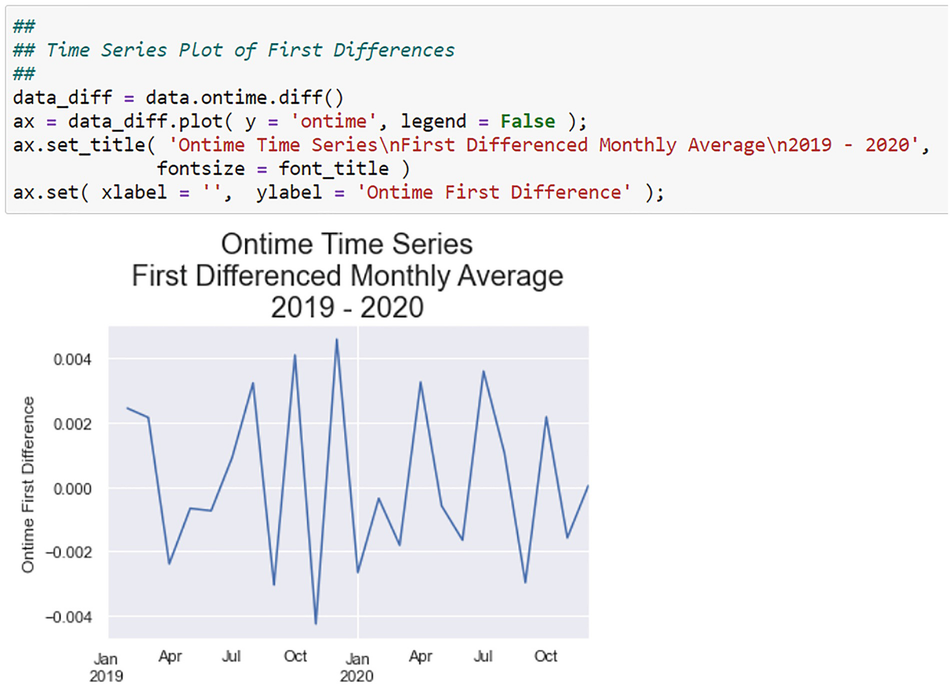 ##
## Time Series Plot of First Differences
##
data_diff = data.ontime.diff()
ax = data_diff.plot( y = 'ontime', legend = False );
ax.set_title( 'Ontime Time Series\nFirst Differenced Monthly Average\n2019 - 2020',
fontsize = font_title )
ax.set( xlabel = '',  ylabel = 'Ontime First Difference' );
Ontime Time Series
First Differenced Monthly Average
2019 - 2020
Ontime First Difference
0.004
0.002
0.000
−0.002
−0.004
Jan Apr Jul Oct Jan Apr Jul Oct
2019 2020